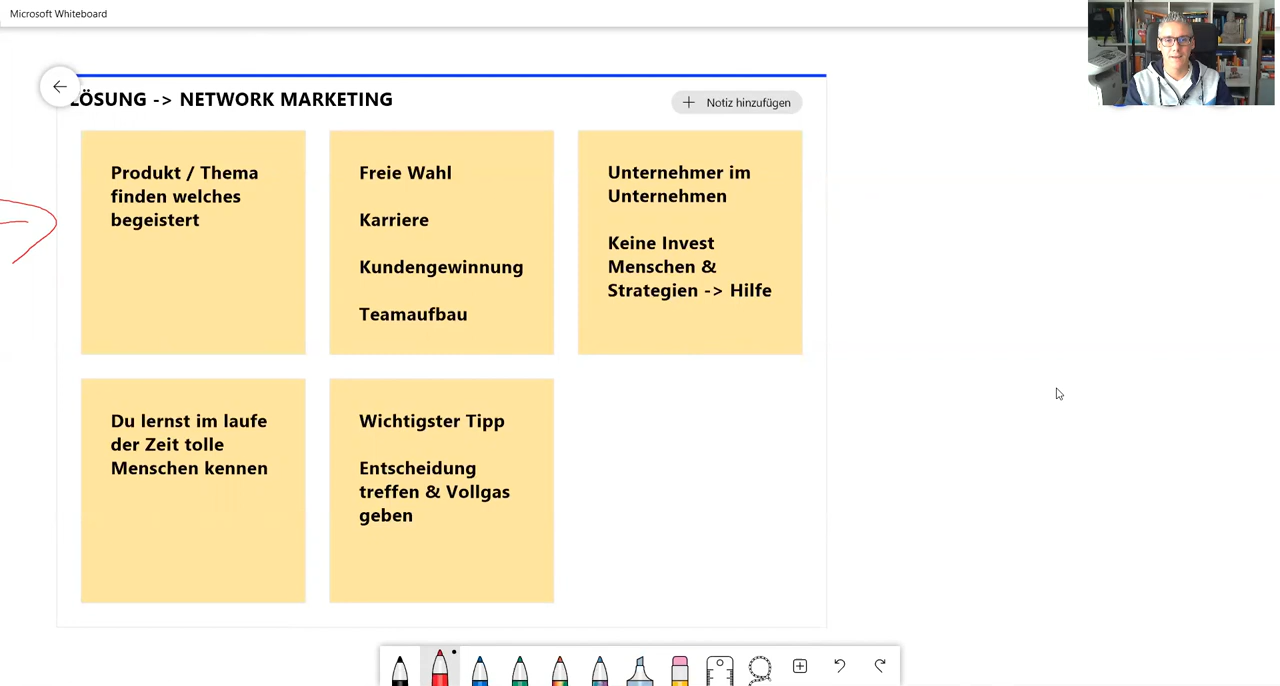 Microsoft Whiteboard
LÖSUNG -> NETWORK MARKETING
Notiz hinzufügen
Produkt / Thema
finden welches
begeistert
Freie Wahl
Karriere
Kundengewinnung
Teamaufbau
Unternehmer im
Unternehmen
Keine Invest
Menschen &
Strategien -> Hilfe
Du lernst im laufe
der Zeit tolle
Menschen kennen
Wichtigster Tipp
Entscheidung
treffen & Vollgas
geben